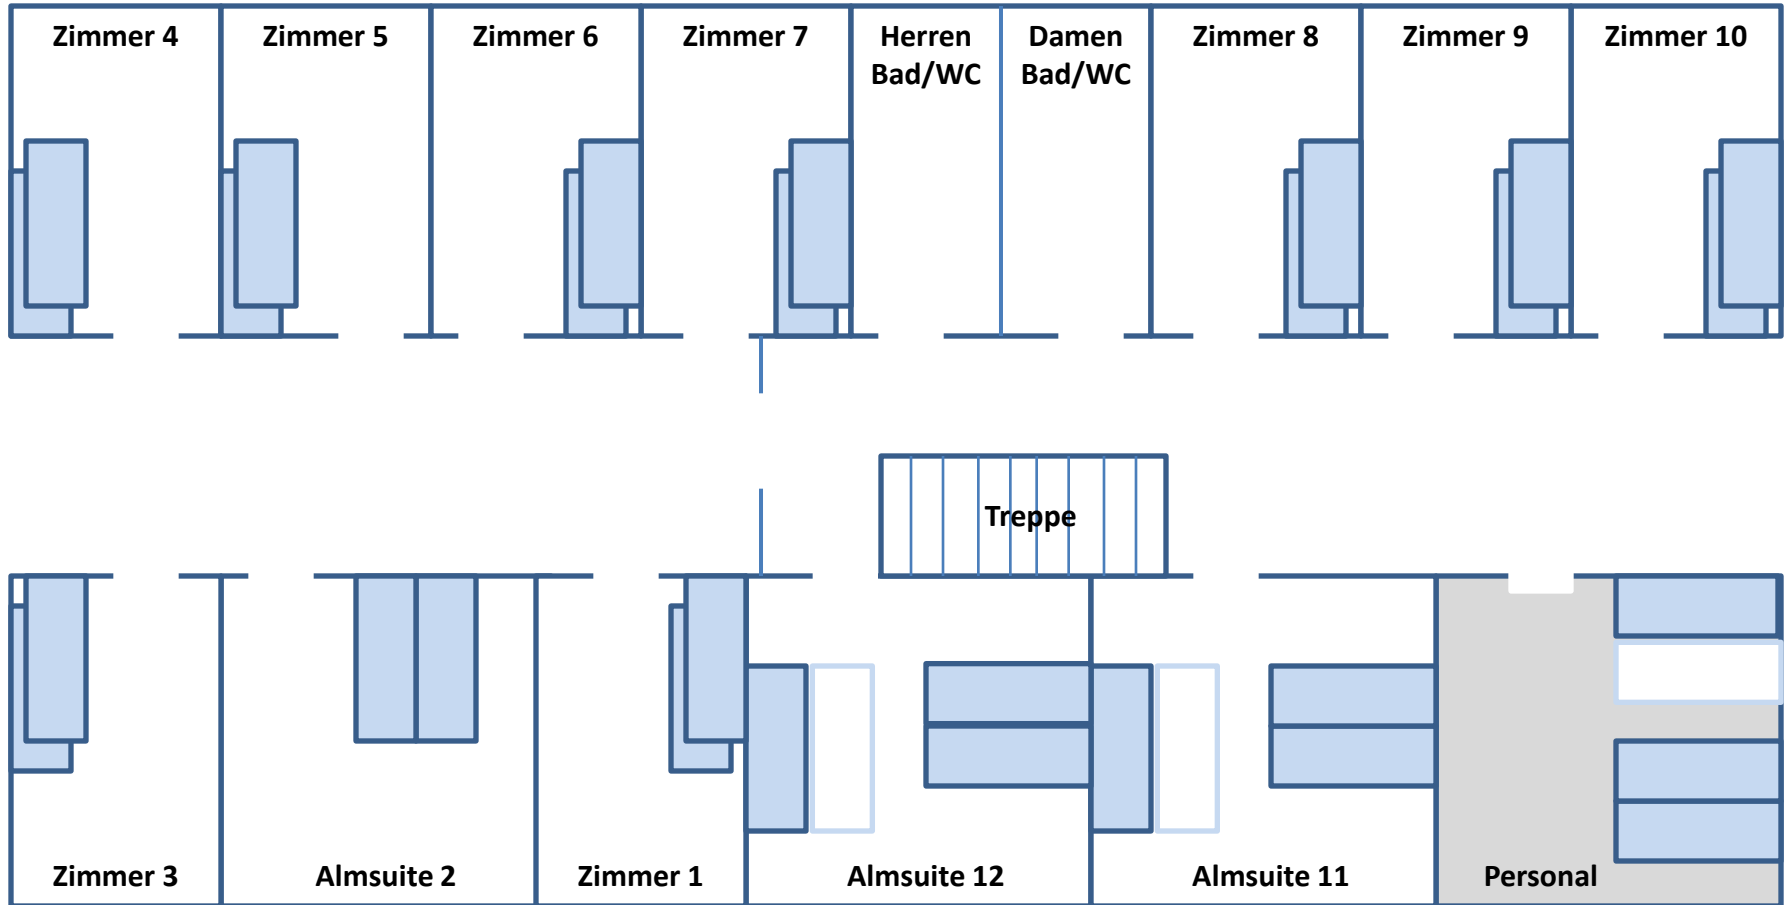 Zimmer 4
Zimmer 5
Zimmer 6
Zimmer 7
Herren
Bad/WC
Damen
Bad/WC
Zimmer 8
Zimmer 9
Zimmer 10
Treppe
Zimmer 3
Almsuite 2
Zimmer 1
Almsuite 12
Almsuite 11
Personal